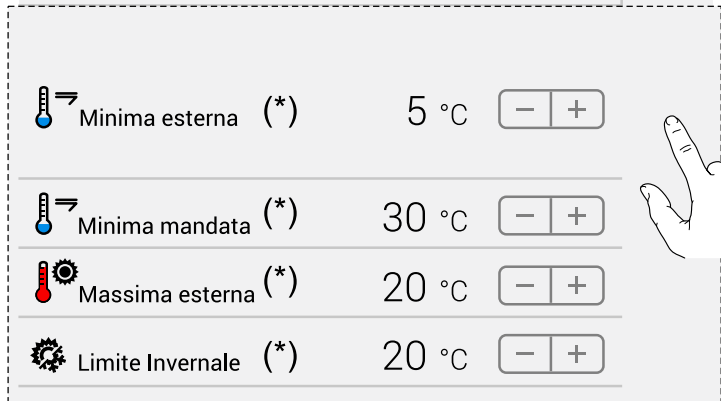 Minima esterna (*) 5 °C − +
Minima mandata (*) 30 °C − +
Massima esterna (*) 20 °C − +
Limite Invernale (*) 20 °C − +